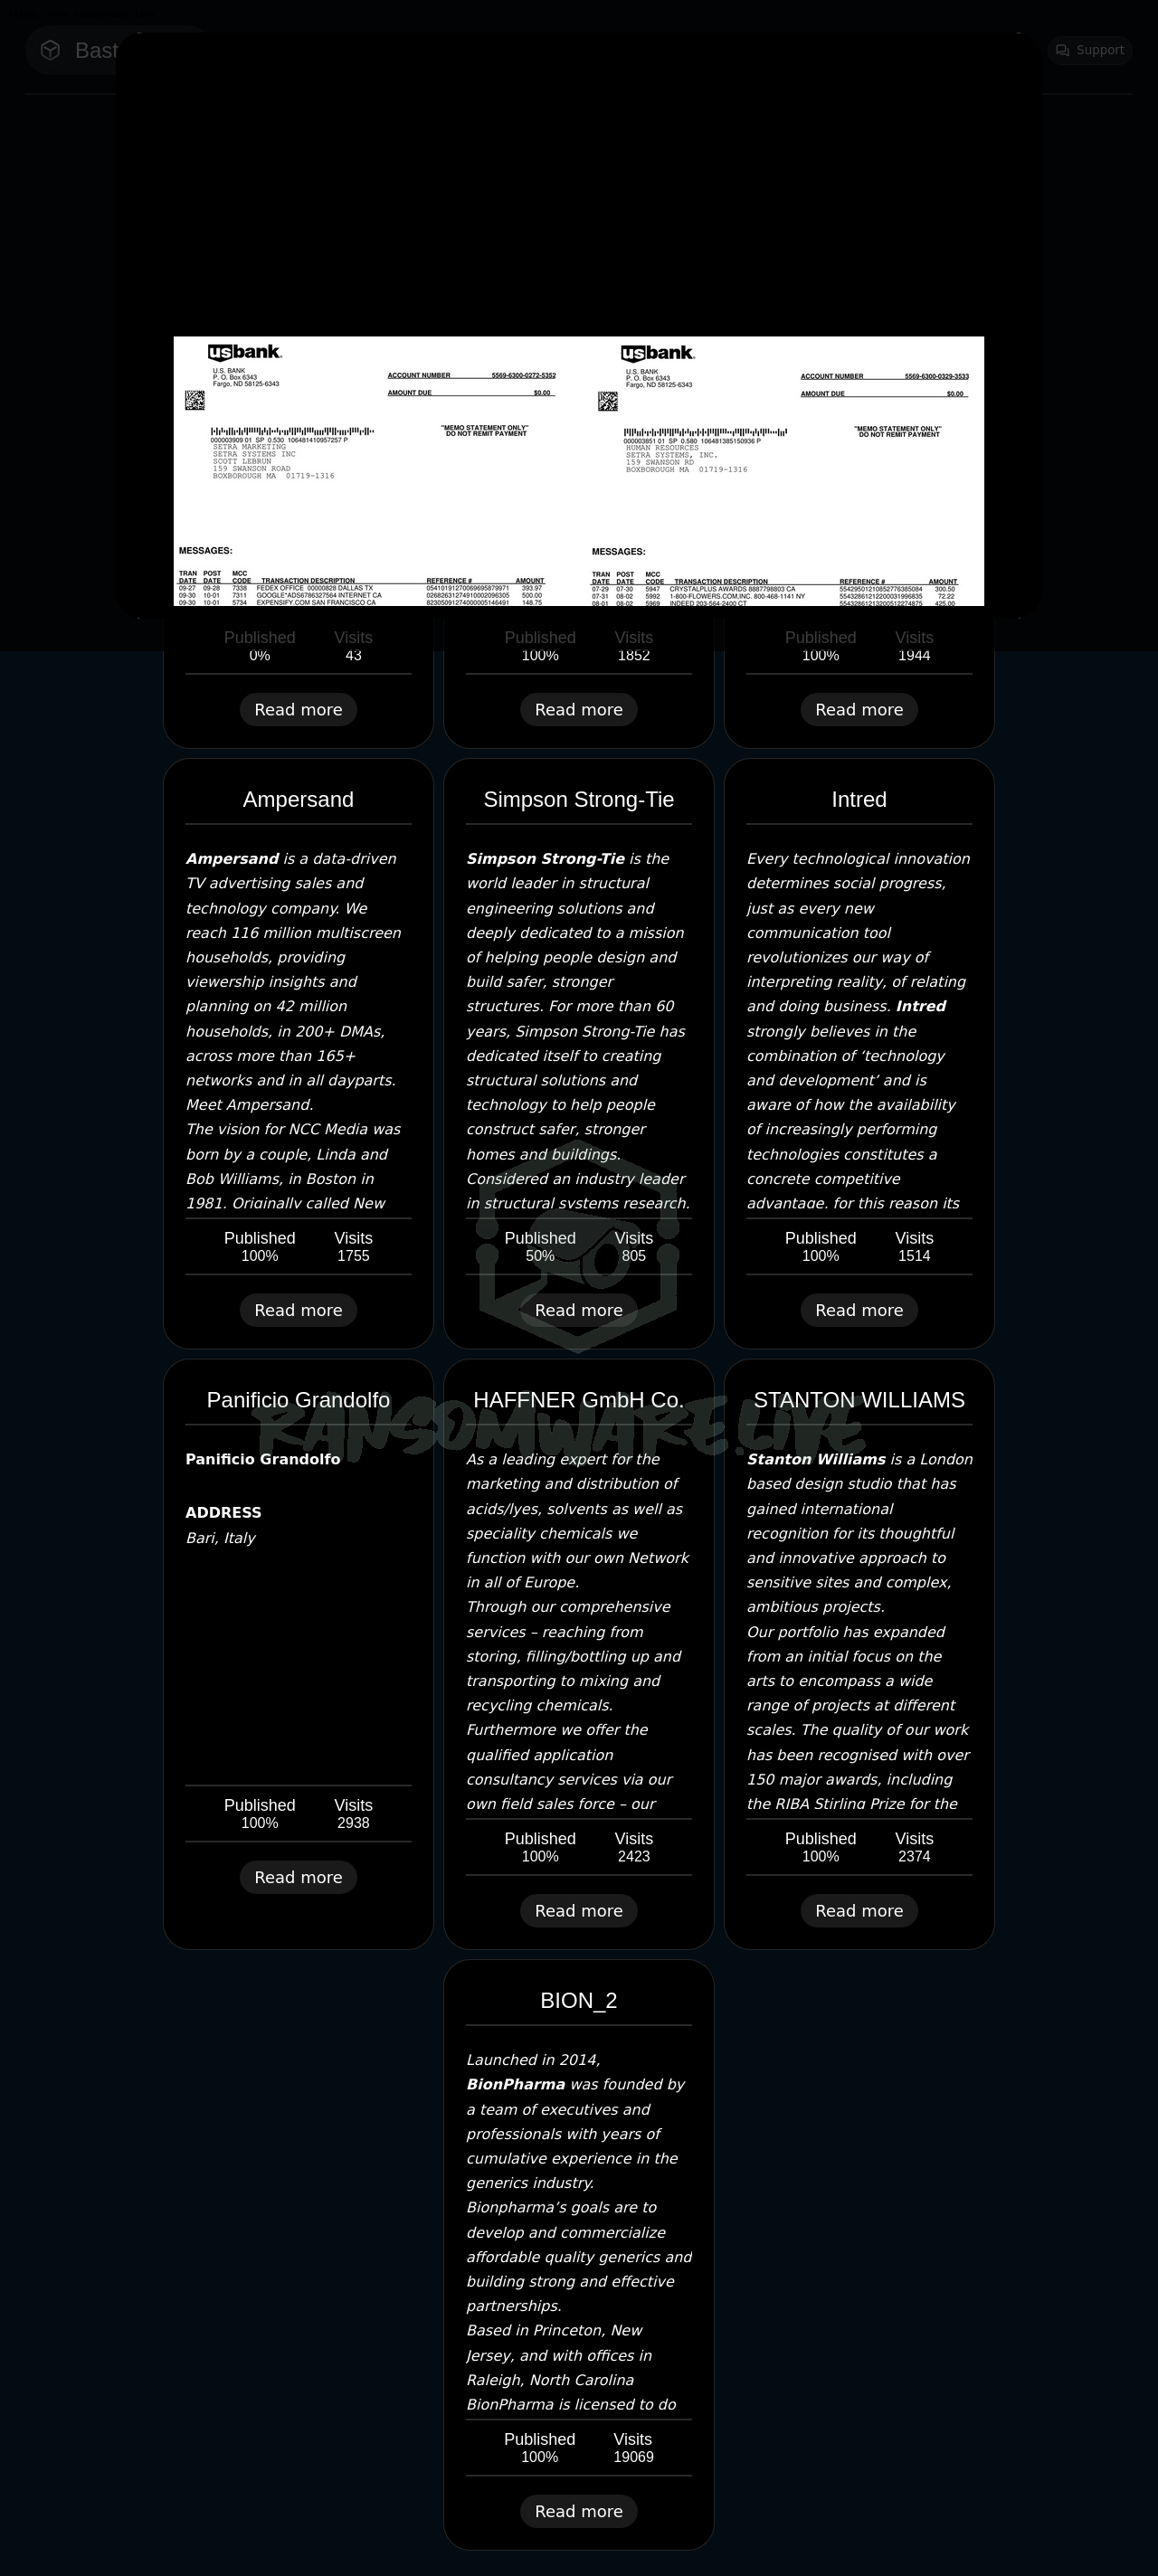 Bast
Support
usbank.
U.S. BANK
P. O. Box 6343
Fargo, ND 58125-6343
ACCOUNT NUMBER [card number omitted]
AMOUNT DUE $0.00
"MEMO STATEMENT ONLY"
DO NOT REMIT PAYMENT
000003909 01 SP 0.530 106481410957257 P
SETRA MARKETING
SETRA SYSTEMS INC
SCOTT LEBRUN
159 SWANSON ROAD
BOXBOROUGH MA 01719-1316
MESSAGES:
TRAN POST MCC
DATE DATE CODE TRANSACTION DESCRIPTION REFERENCE # AMOUNT
09-27 09-28 7338 FEDEX OFFICE 00000828 DALLAS TX 393.97
09-30 10-01 7311 GOOGLE*ADS6786327564 INTERNET CA 500.00
09-30 10-01 5734 EXPENSIFY.COM SAN FRANCISCO CA 148.75
usbank.
U.S. BANK
P. O. Box 6343
Fargo, ND 58125-6343
ACCOUNT NUMBER [card number omitted]
AMOUNT DUE $0.00
"MEMO STATEMENT ONLY"
DO NOT REMIT PAYMENT
000003851 01 SP 0.580 106481385150936 P
HUMAN RESOURCES
SETRA SYSTEMS, INC.
159 SWANSON RD
BOXBOROUGH MA 01719-1316
MESSAGES:
TRAN POST MCC
DATE DATE CODE TRANSACTION DESCRIPTION REFERENCE # AMOUNT
07-29 07-30 5947 CRYSTALPLUS AWARDS 8887798803 CA 300.50
07-31 08-02 5992 1-800-FLOWERS.COM,INC. 800-468-1141 NY 72.22
08-01 08-02 5969 INDEED 203-564-2400 CT 425.00
Published Visits
0% 43
Read more
Published Visits
100% 1852
Read more
Published Visits
100% 1944
Read more
Ampersand
Ampersand is a data-driven
TV advertising sales and
technology company. We
reach 116 million multiscreen
households, providing
viewership insights and
planning on 42 million
households, in 200+ DMAs,
across more than 165+
networks and in all dayparts.
Meet Ampersand.
The vision for NCC Media was
born by a couple, Linda and
Bob Williams, in Boston in
1981. Originally called New
Published Visits
100% 1755
Read more
Simpson Strong-Tie
Simpson Strong-Tie is the
world leader in structural
engineering solutions and
deeply dedicated to a mission
of helping people design and
build safer, stronger
structures. For more than 60
years, Simpson Strong-Tie has
dedicated itself to creating
structural solutions and
technology to help people
construct safer, stronger
homes and buildings.
Considered an industry leader
in structural systems research,
Published Visits
50% 805
Read more
Intred
Every technological innovation
determines social progress,
just as every new
communication tool
revolutionizes our way of
interpreting reality, of relating
and doing business. Intred
strongly believes in the
combination of ‘technology
and development’ and is
aware of how the availability
of increasingly performing
technologies constitutes a
concrete competitive
advantage, for this reason its
Published Visits
100% 1514
Read more
RANSOMWARE.LIVE
Panificio Grandolfo
Panificio Grandolfo
ADDRESS
Bari, Italy
Published Visits
100% 2938
Read more
HAFFNER GmbH Co.
As a leading expert for the
marketing and distribution of
acids/lyes, solvents as well as
speciality chemicals we
function with our own Network
in all of Europe.
Through our comprehensive
services – reaching from
storing, filling/bottling up and
transporting to mixing and
recycling chemicals.
Furthermore we offer the
qualified application
consultancy services via our
own field sales force – our
Published Visits
100% 2423
Read more
STANTON WILLIAMS
Stanton Williams is a London
based design studio that has
gained international
recognition for its thoughtful
and innovative approach to
sensitive sites and complex,
ambitious projects.
Our portfolio has expanded
from an initial focus on the
arts to encompass a wide
range of projects at different
scales. The quality of our work
has been recognised with over
150 major awards, including
the RIBA Stirling Prize for the
Published Visits
100% 2374
Read more
BION_2
Launched in 2014,
BionPharma was founded by
a team of executives and
professionals with years of
cumulative experience in the
generics industry.
Bionpharma’s goals are to
develop and commercialize
affordable quality generics and
building strong and effective
partnerships.
Based in Princeton, New
Jersey, and with offices in
Raleigh, North Carolina
BionPharma is licensed to do
Published Visits
100% 19069
Read more